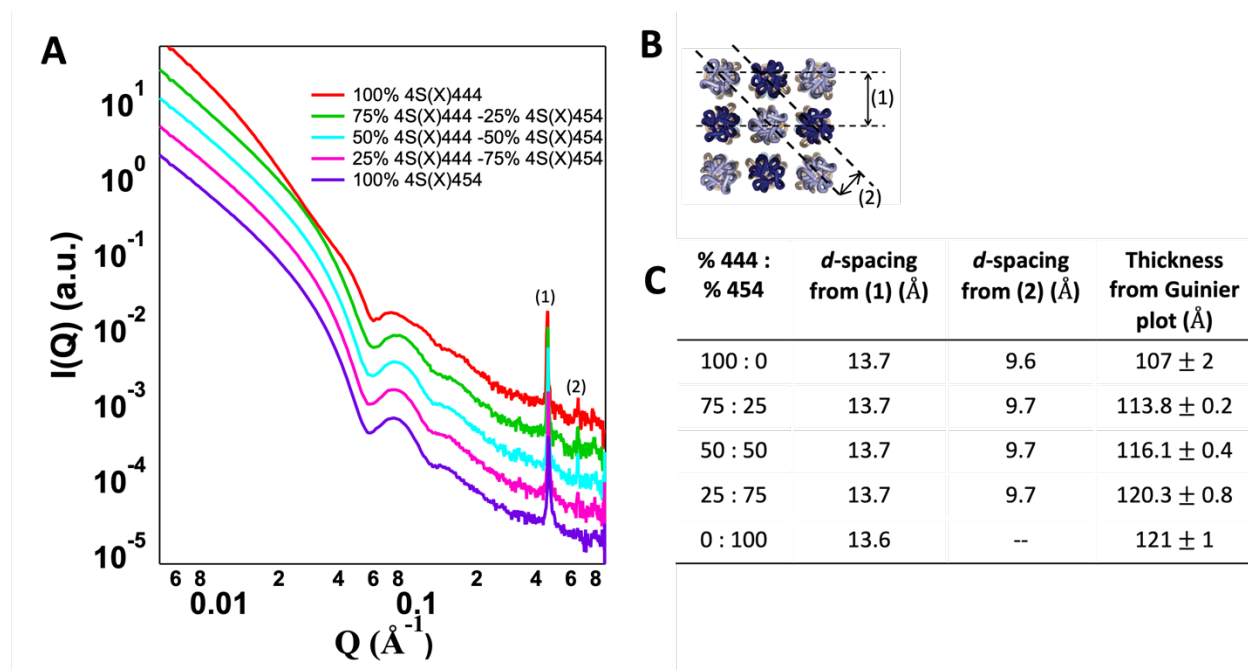 A
I(Q) (a.u.)
10^1
10^0
10^-1
10^-2
10^-3
10^-4
10^-5
100% 4S(X)444
75% 4S(X)444 -25% 4S(X)454
50% 4S(X)444 -50% 4S(X)454
25% 4S(X)444 -75% 4S(X)454
100% 4S(X)454
(1)
(2)
6 8 2 4 6 8 2 4 6 8
0.01 0.1
Q (Å^-1)
B
(1)
(2)
C
% 444 : % 454 d-spacing from (1) (Å) d-spacing from (2) (Å) Thickness from Guinier plot (Å)
100 : 0 13.7 9.6 107 ± 2
75 : 25 13.7 9.7 113.8 ± 0.2
50 : 50 13.7 9.7 116.1 ± 0.4
25 : 75 13.7 9.7 120.3 ± 0.8
0 : 100 13.6 -- 121 ± 1